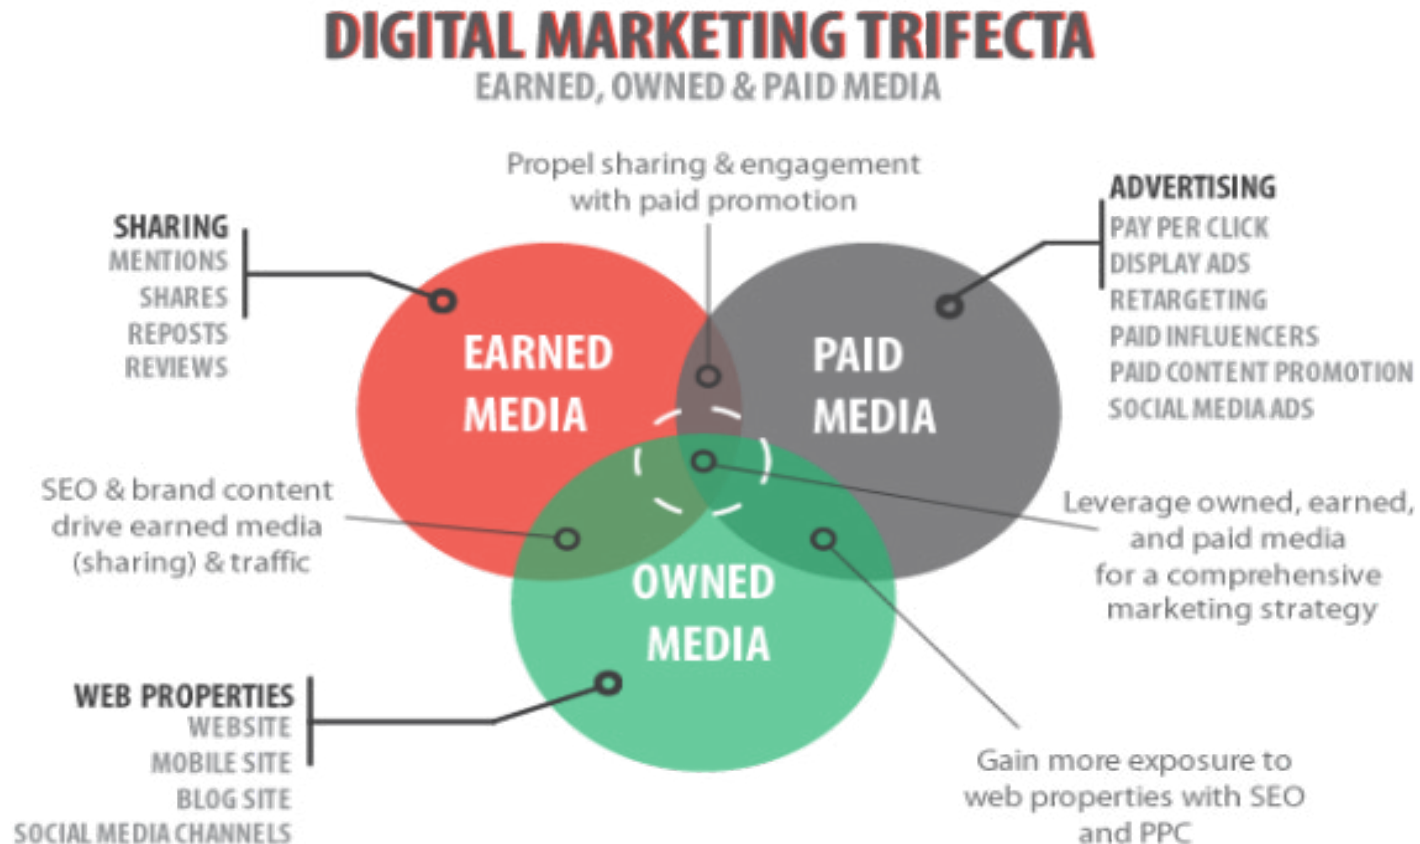 DIGITAL MARKETING TRIFECTA
EARNED, OWNED & PAID MEDIA
Propel sharing & engagement
with paid promotion
SHARING
MENTIONS
SHARES
REPOSTS
REVIEWS
ADVERTISING
PAY PER CLICK
DISPLAY ADS
RETARGETING
PAID INFLUENCERS
PAID CONTENT PROMOTION
SOCIAL MEDIA ADS
EARNED
MEDIA
PAID
MEDIA
SEO & brand content
drive earned media
(sharing) & traffic
Leverage owned, earned,
and paid media
for a comprehensive
marketing strategy
OWNED
MEDIA
WEB PROPERTIES
WEBSITE
MOBILE SITE
BLOG SITE
SOCIAL MEDIA CHANNELS
Gain more exposure to
web properties with SEO
and PPC